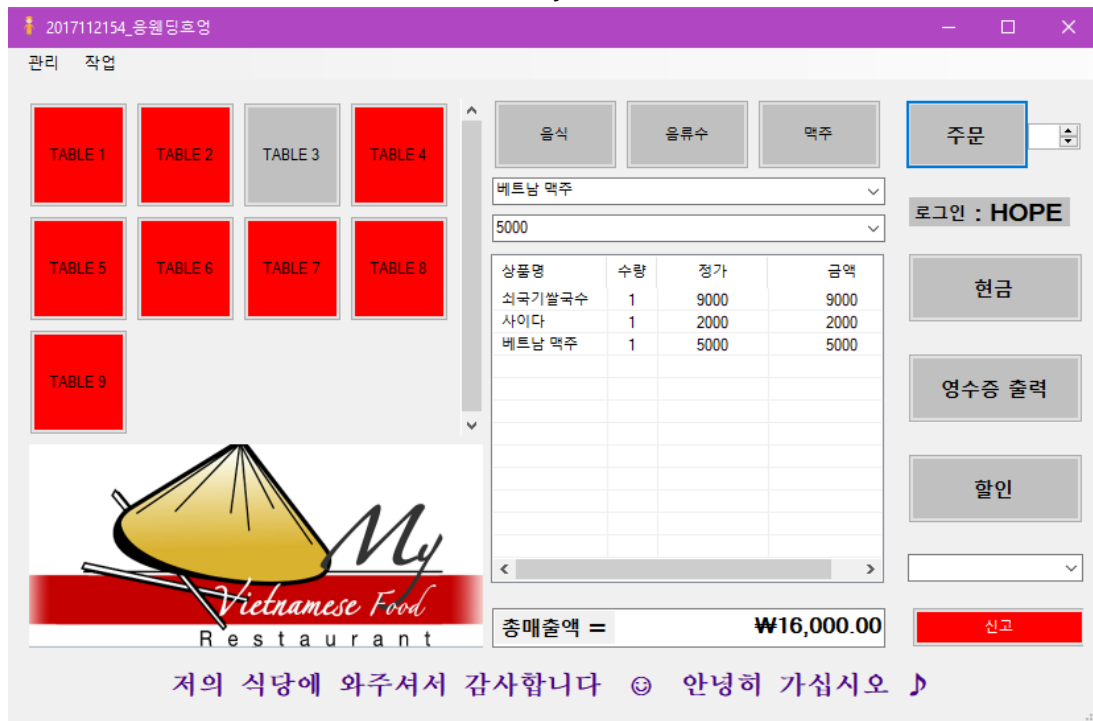 2017112154_응웬딩흐엉
관리 작업
TABLE 1 TABLE 2 TABLE 3 TABLE 4
TABLE 5 TABLE 6 TABLE 7 TABLE 8
TABLE 9
My
Vietnamese Food
Restaurant
음식 음류수 맥주
베트남 맥주
5000
상품명 수량 정가 금액
쇠국기쌀국수 1 9000 9000
사이다 1 2000 2000
베트남 맥주 1 5000 5000
총매출액 = ₩16,000.00
주문
로그인 : HOPE
현금
영수증 출력
할인
신고
저의 식당에 와주셔서 감사합니다 ☺ 안녕히 가십시오 ♪